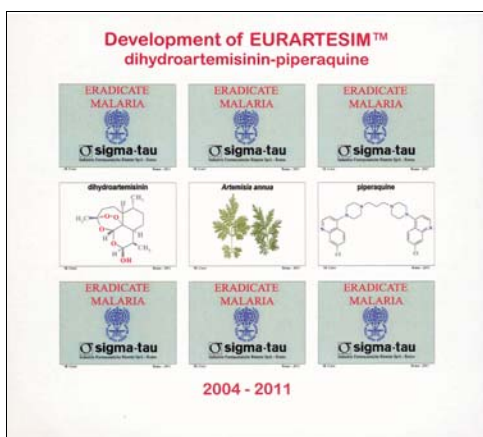 Development of EURARTESIM™
dihydroartemisinin-piperaquine
ERADICATE
MALARIA
sigma-tau
ERADICATE
MALARIA
sigma-tau
ERADICATE
MALARIA
sigma-tau
dihydroartemisinin
Artemisia annua
piperaquine
ERADICATE
MALARIA
sigma-tau
ERADICATE
MALARIA
sigma-tau
ERADICATE
MALARIA
sigma-tau
2004 - 2011